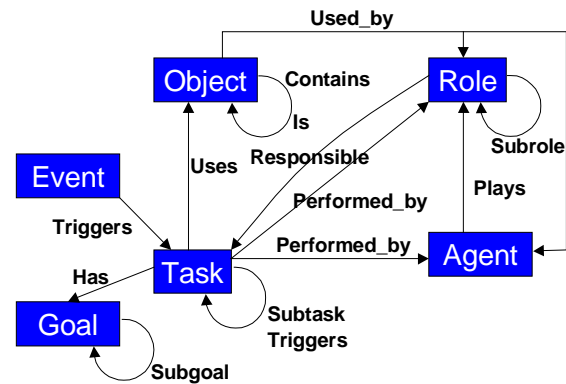 Used_by
Object
Contains
Is
Role
Subrole
Responsible
Uses
Event
Performed_by
Plays
Triggers
Performed_by
Agent
Has
Task
Subtask
Triggers
Goal
Subgoal